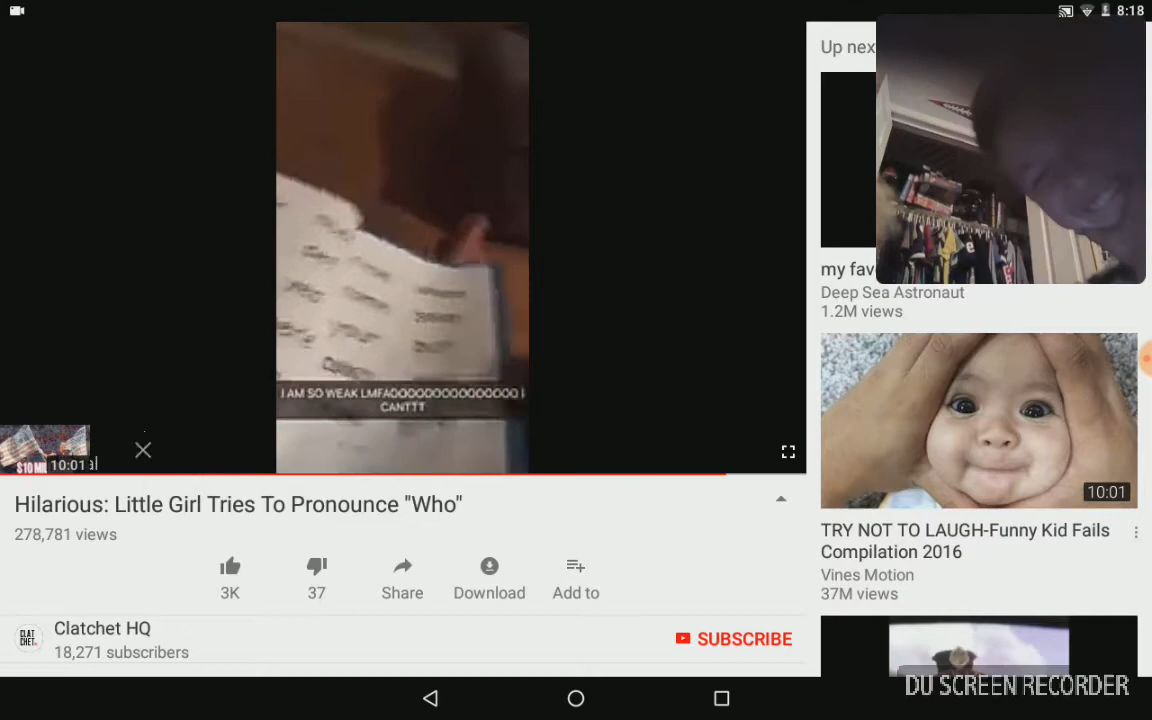 8:18
Up nex
my fav
Deep Sea Astronaut
1.2M views
I AM SO WEAK
CANTTT
10:01
10:01
Hilarious: Little Girl Tries To Pronounce "Who"
278,781 views
3K
37
Share
Download
Add to
Clatchet HQ
18,271 subscribers
SUBSCRIBE
TRY NOT TO LAUGH-Funny Kid Fails
Compilation 2016
Vines Motion
37M views
DU SCREEN RECORDER